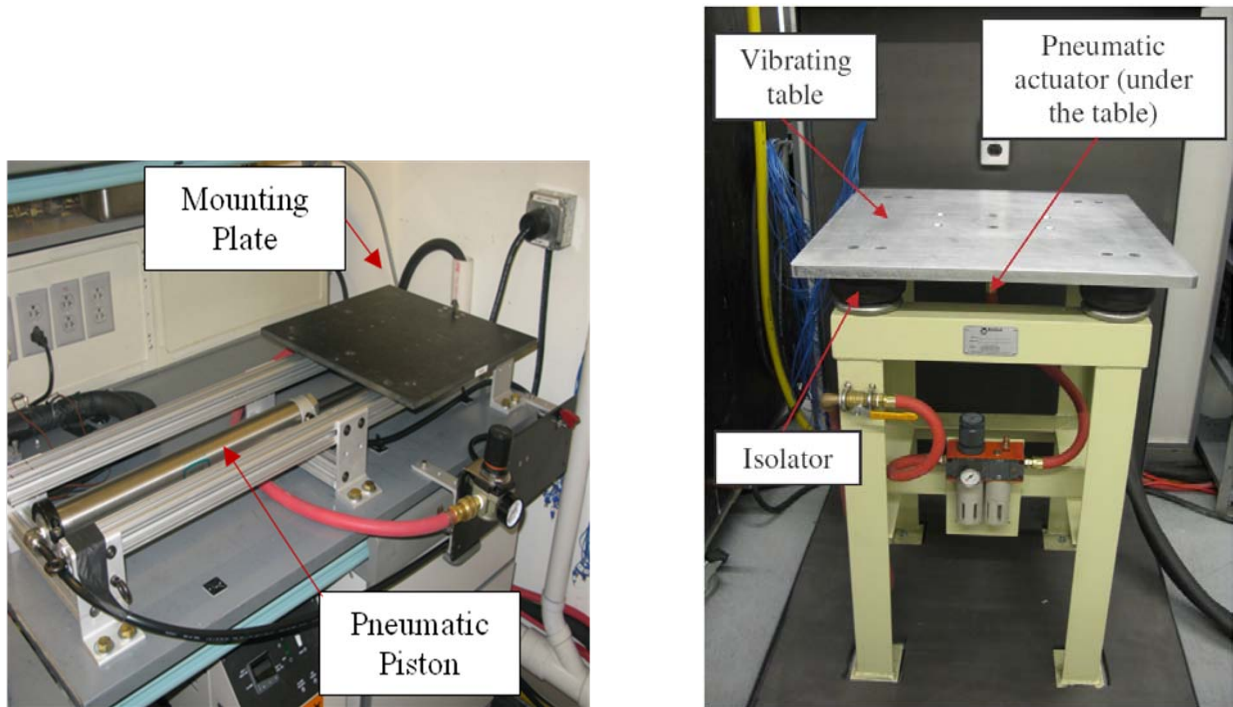 Mounting
Plate
Pneumatic
Piston
Vibrating
table
Pneumatic
actuator (under
the table)
Isolator